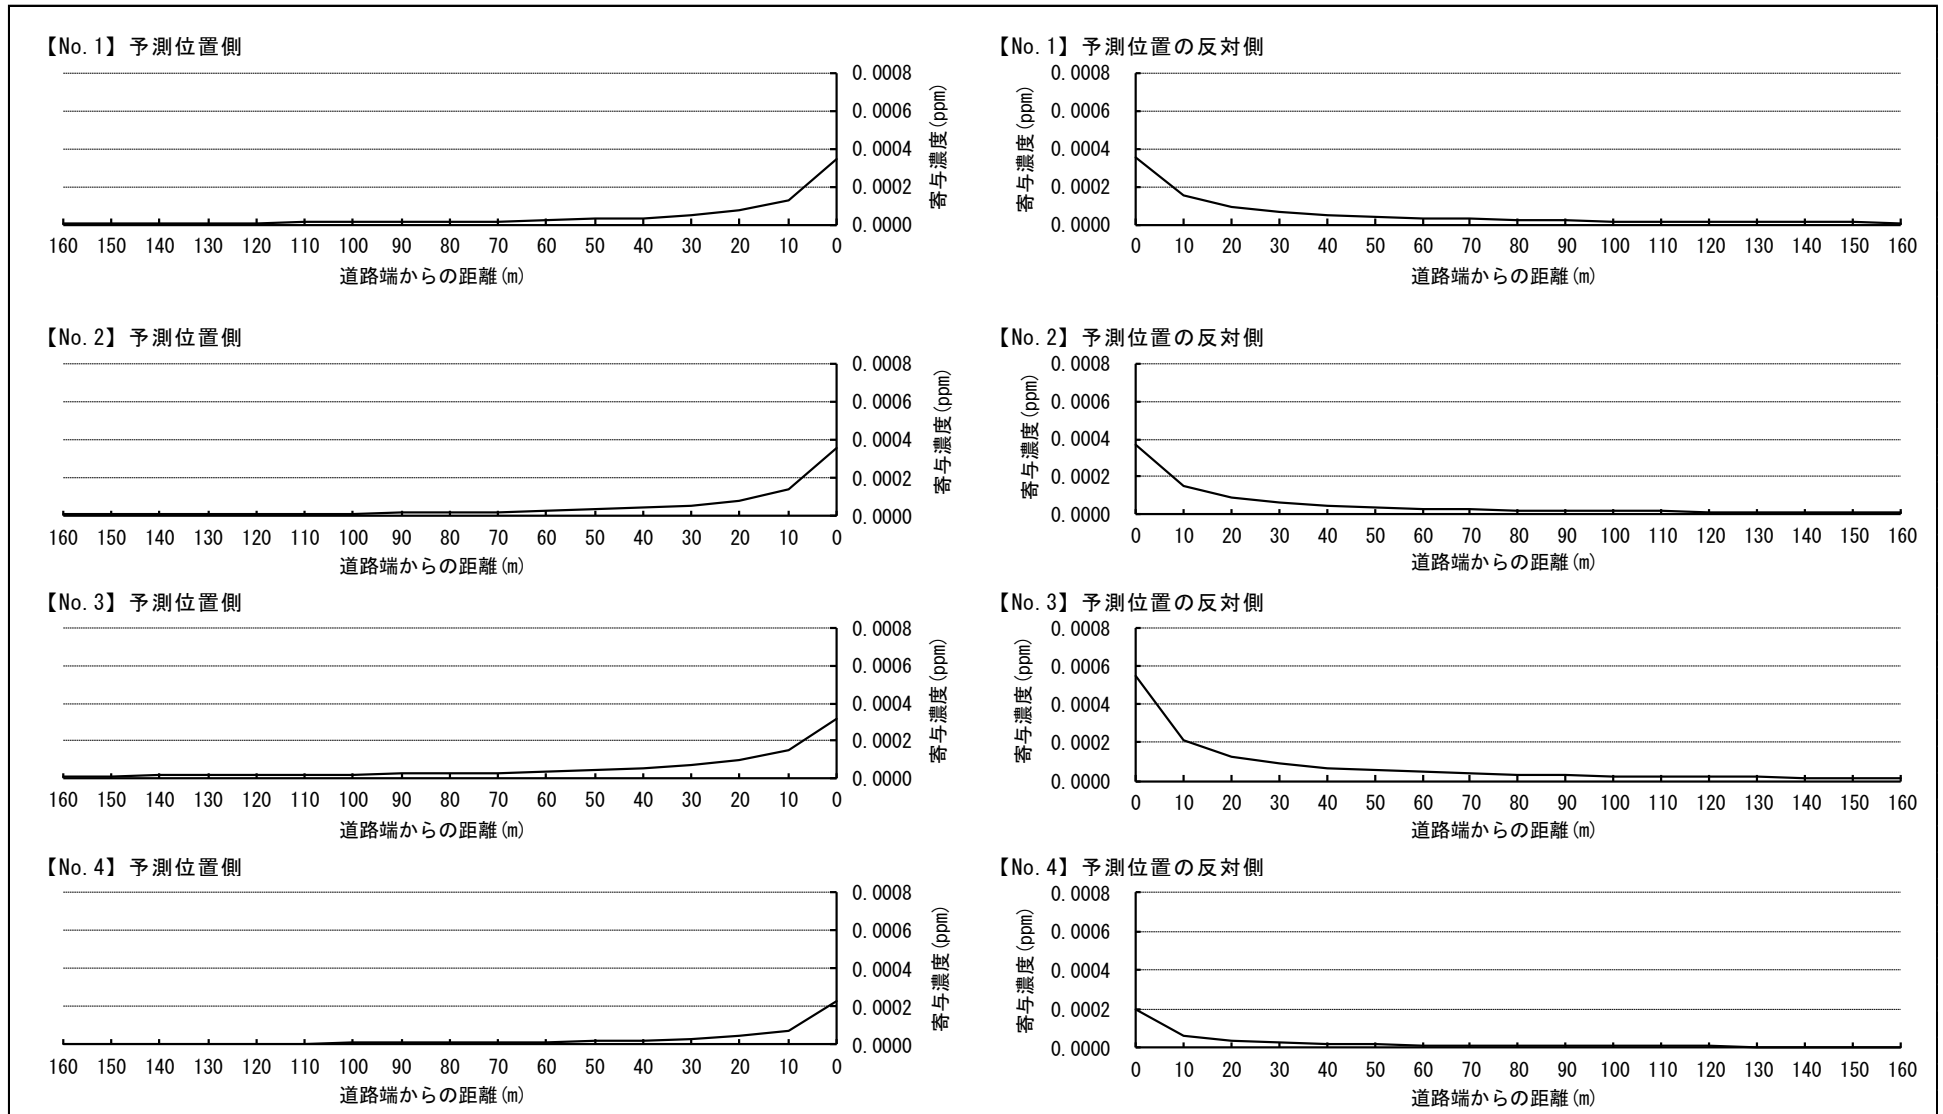 【No. 1】予測位置側
0.0008
0.0006
0.0004
0.0002
0.0000
寄与濃度(ppm)
160 150 140 130 120 110 100 90 80 70 60 50 40 30 20 10 0
道路端からの距離(m)
【No. 1】予測位置の反対側
0.0008
0.0006
0.0004
0.0002
0.0000
寄与濃度(ppm)
0 10 20 30 40 50 60 70 80 90 100 110 120 130 140 150 160
道路端からの距離(m)
【No. 2】予測位置側
0.0008
0.0006
0.0004
0.0002
0.0000
寄与濃度(ppm)
160 150 140 130 120 110 100 90 80 70 60 50 40 30 20 10 0
道路端からの距離(m)
【No. 2】予測位置の反対側
0.0008
0.0006
0.0004
0.0002
0.0000
寄与濃度(ppm)
0 10 20 30 40 50 60 70 80 90 100 110 120 130 140 150 160
道路端からの距離(m)
【No. 3】予測位置側
0.0008
0.0006
0.0004
0.0002
0.0000
寄与濃度(ppm)
160 150 140 130 120 110 100 90 80 70 60 50 40 30 20 10 0
道路端からの距離(m)
【No. 3】予測位置の反対側
0.0008
0.0006
0.0004
0.0002
0.0000
寄与濃度(ppm)
0 10 20 30 40 50 60 70 80 90 100 110 120 130 140 150 160
道路端からの距離(m)
【No. 4】予測位置側
0.0008
0.0006
0.0004
0.0002
0.0000
寄与濃度(ppm)
160 150 140 130 120 110 100 90 80 70 60 50 40 30 20 10 0
道路端からの距離(m)
【No. 4】予測位置の反対側
0.0008
0.0006
0.0004
0.0002
0.0000
寄与濃度(ppm)
0 10 20 30 40 50 60 70 80 90 100 110 120 130 140 150 160
道路端からの距離(m)